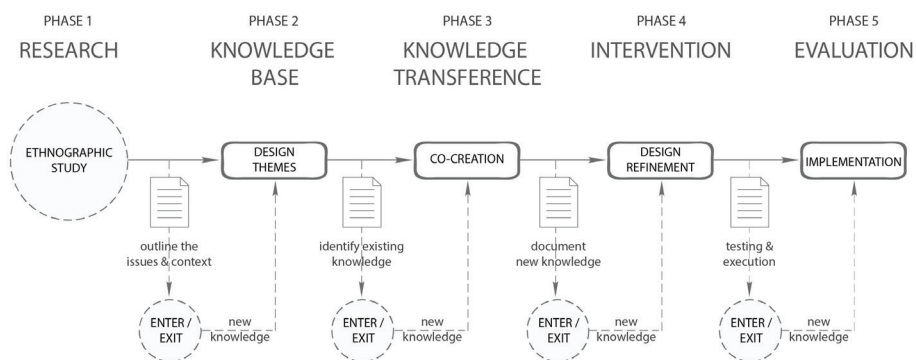 PHASE 1
RESEARCH
PHASE 2
KNOWLEDGE
BASE
PHASE 3
KNOWLEDGE
TRANSFERENCE
PHASE 4
INTERVENTION
PHASE 5
EVALUATION
ETHNOGRAPHIC
STUDY
DESIGN
THEMES
CO-CREATION
DESIGN
REFINEMENT
IMPLEMENTATION
outline the
issues & context
identify existing
knowledge
document
new knowledge
testing &
execution
ENTER /
EXIT
new
knowledge
ENTER /
EXIT
new
knowledge
ENTER /
EXIT
new
knowledge
ENTER /
EXIT
new
knowledge